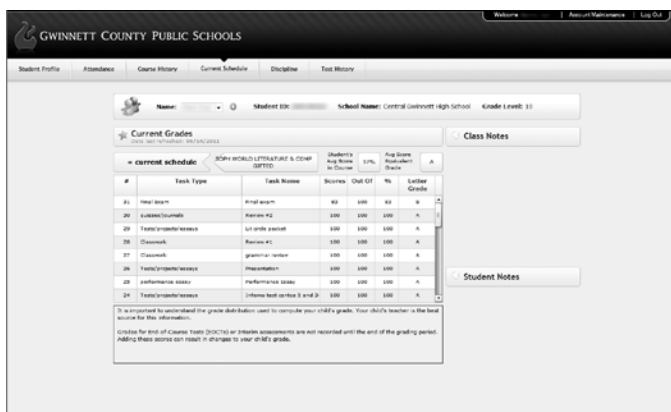 Welcome
Account Maintenance | Log Out
GWINNETT COUNTY PUBLIC SCHOOLS
Student Profile Attendance Course History Current Schedule Discipline Test History
Name: Student ID: School Name: Central Gwinnett High School Grade Level: 10
Current Grades
Date last refreshed:
Class Notes
« current schedule
SOPH WORLD LITERATURE & COMP GIFTED
Student's Avg Score in Course
Avg Score Equivalent Grade
A
# Task Type Task Name Scores Out Of % Letter Grade
31 Final Exam Final exam 83 100 83 B
30 success/journals Review #2 100 100 100 A
29 Tests/projects/essays Lit circle packet 100 100 100 A
28 Classwork Review #1 100 100 100 A
27 Classwork grammar review 100 100 100 A
26 Tests/projects/essays Presentation 100 100 100 A
25 performance essay Performance Essay 100 100 100 A
24 Tests/projects/essays 100 100 100 A
Student Notes
It is important to understand the grade distribution used to compute your child's grade. Your child's teacher is the best
source for this information.
Grades for End-of-Course Tests (EOCTs) or Interim assessments are not recorded until the end of the grading period.
Adding these scores can result in changes to your child's grade.